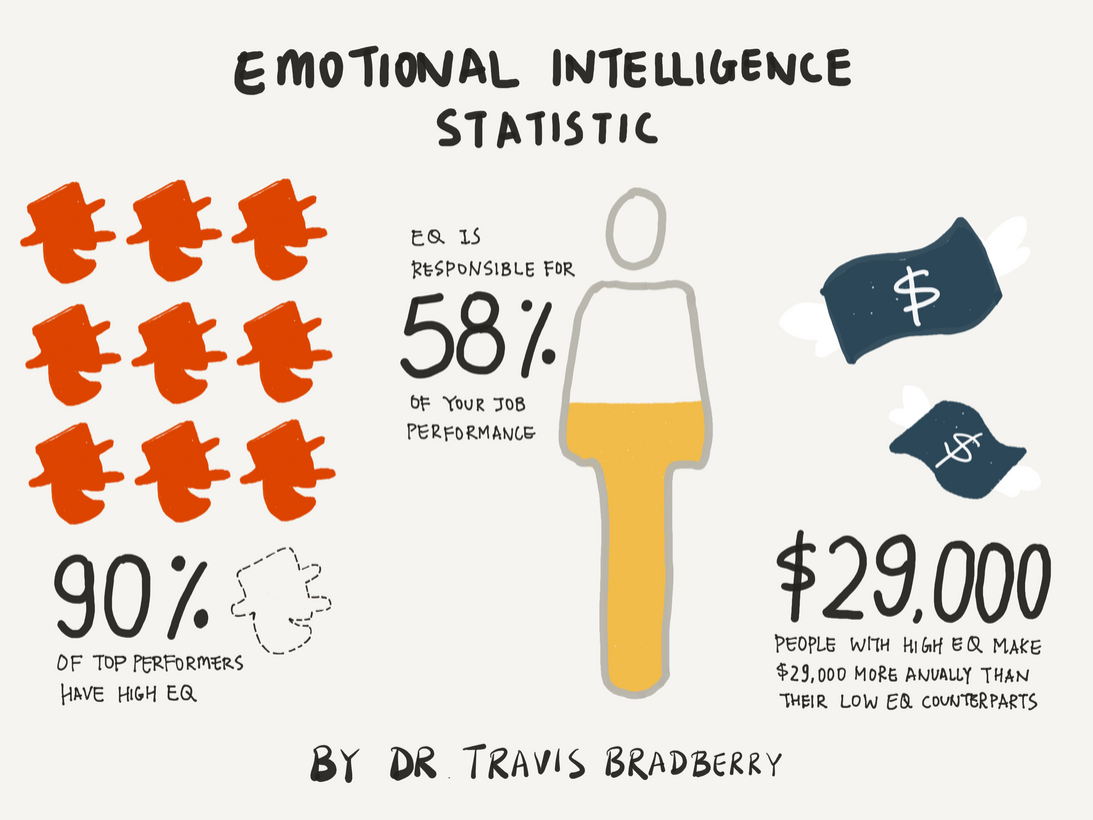 EMOTIONAL INTELLIGENCE
STATISTIC
90%
OF TOP PERFORMERS
HAVE HIGH EQ
EQ IS
RESPONSIBLE FOR
58%
OF YOUR JOB
PERFORMANCE
$
$
$29,000
PEOPLE WITH HIGH EQ MAKE
$29,000 MORE ANUALLY THAN
THEIR LOW EQ COUNTERPARTS
BY DR. TRAVIS BRADBERRY